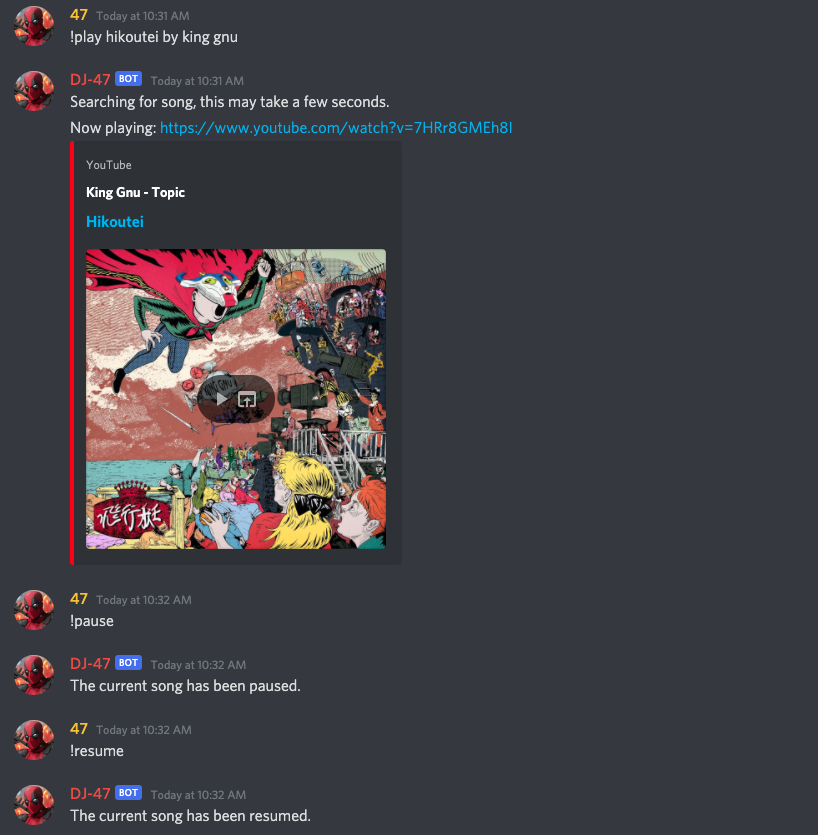 47 Today at 10:31 AM
!play hikoutei by king gnu
DJ-47 BOT Today at 10:31 AM
Searching for song, this may take a few seconds.
Now playing: https://www.youtube.com/watch?v=7HRr8GMEh8I
YouTube
King Gnu - Topic
Hikoutei
KING GNU
飛行艇
47 Today at 10:32 AM
!pause
DJ-47 BOT Today at 10:32 AM
The current song has been paused.
47 Today at 10:32 AM
!resume
DJ-47 BOT Today at 10:32 AM
The current song has been resumed.